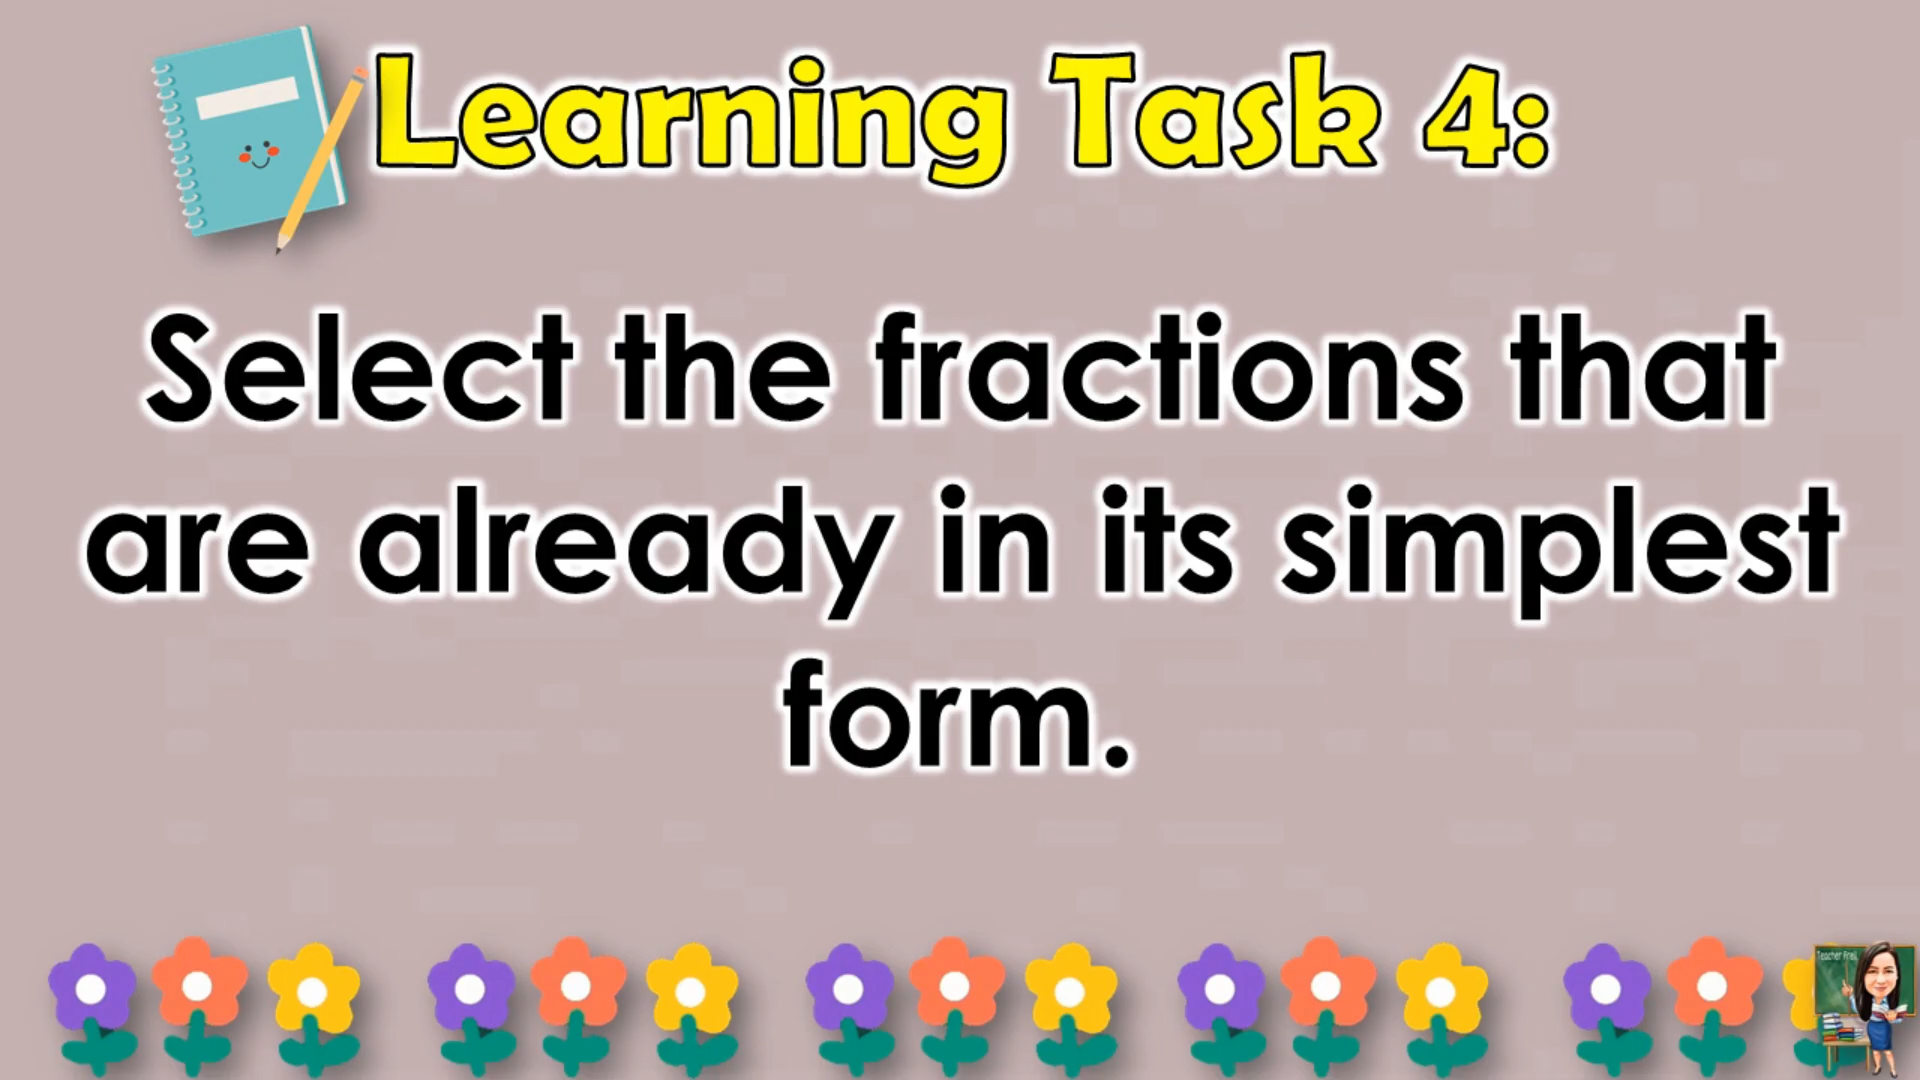 Learning Task 4:
Select the fractions that
are already in its simplest
form.